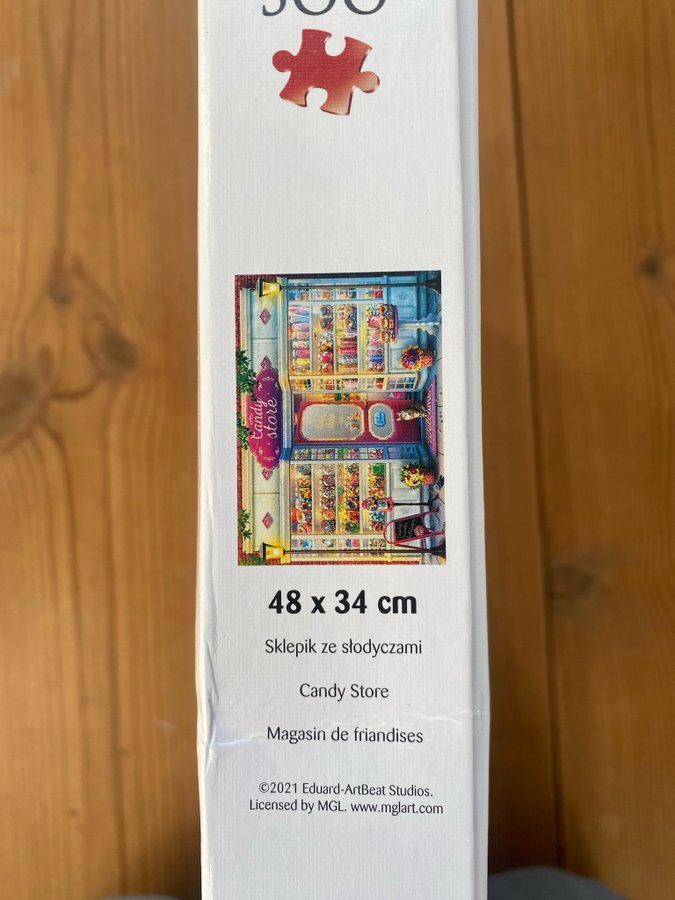 500
Candy
store
48 x 34 cm
Sklepik ze słodyczami
Candy Store
Magasin de friandises
©2021 Eduard-ArtBeat Studios.
Licensed by MGL. www.mglart.com